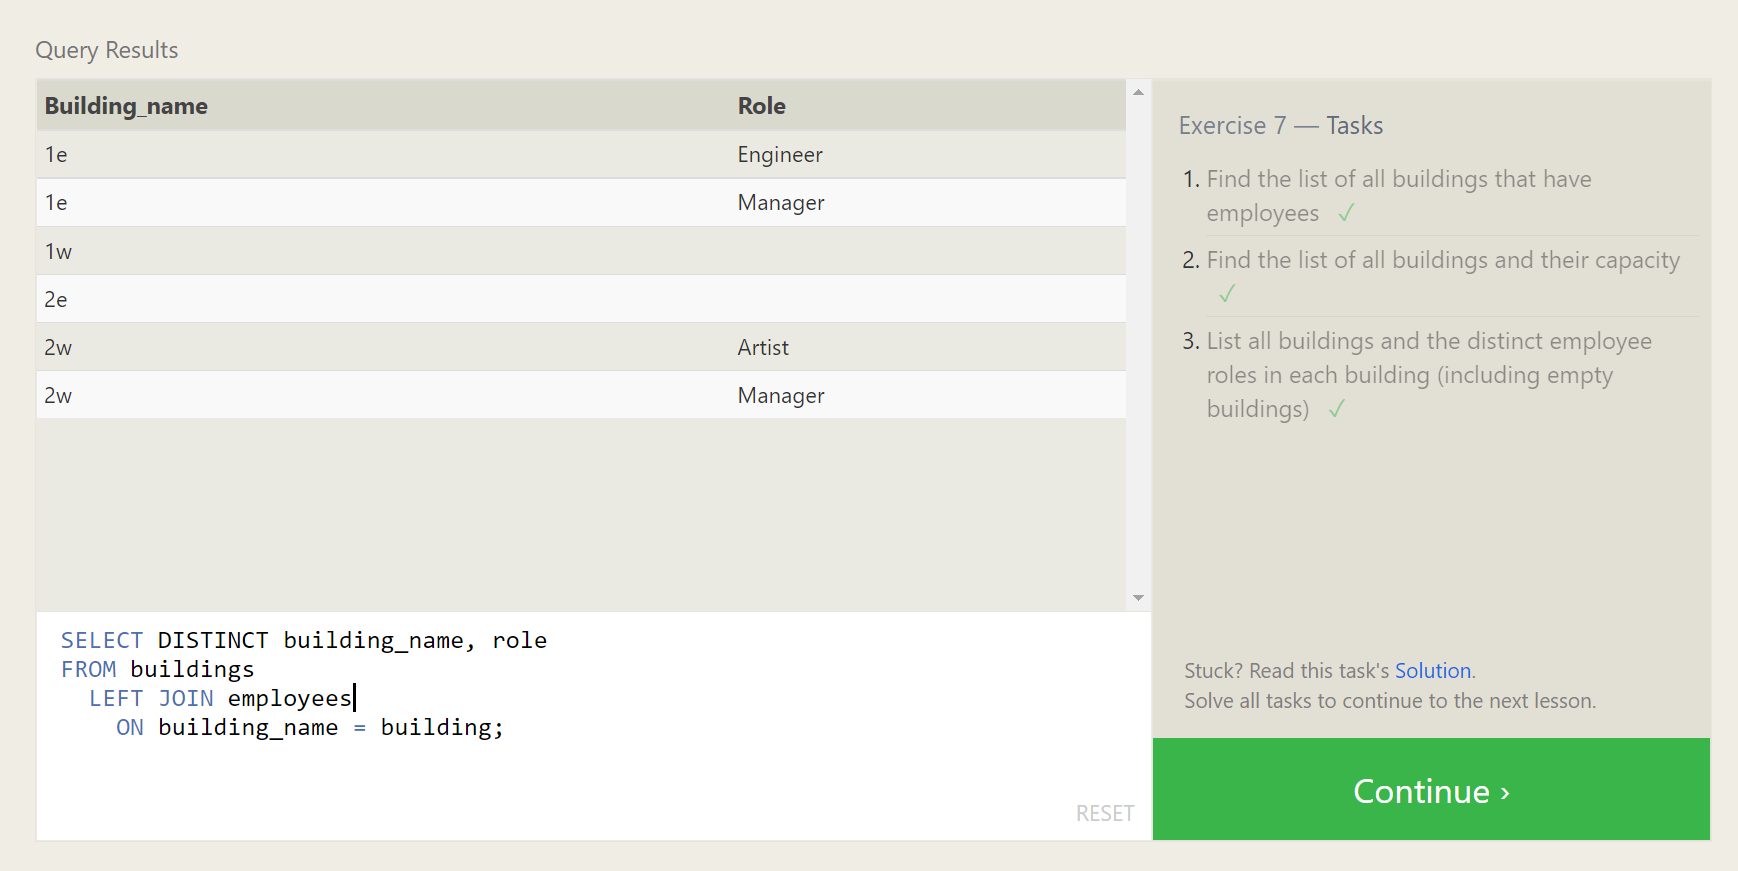 Query Results
Building_name Role
1e Engineer
1e Manager
1w
2e
2w Artist
2w Manager
SELECT DISTINCT building_name, role
FROM buildings
LEFT JOIN employees
ON building_name = building;
RESET
Exercise 7 — Tasks
1. Find the list of all buildings that have
employees ✓
2. Find the list of all buildings and their capacity
✓
3. List all buildings and the distinct employee
roles in each building (including empty
buildings) ✓
Stuck? Read this task's Solution.
Solve all tasks to continue to the next lesson.
Continue ›